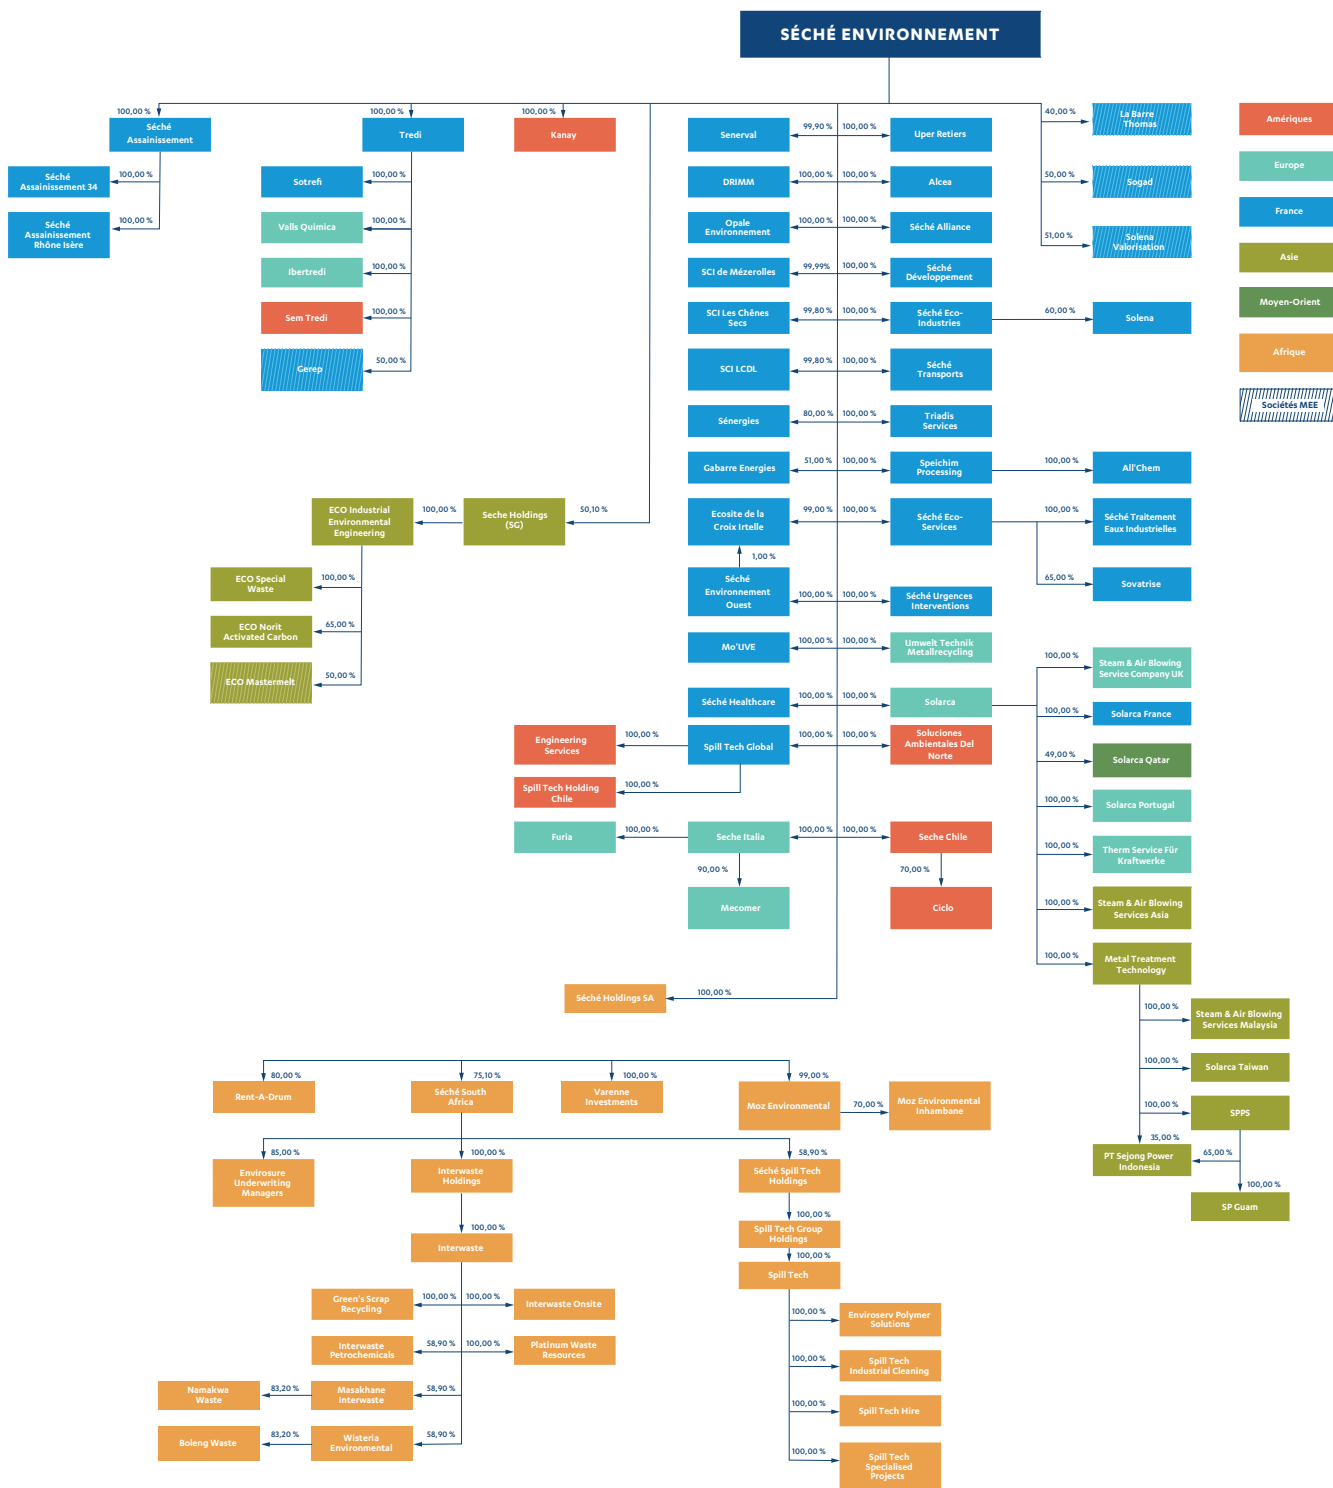 SÉCHÉ ENVIRONNEMENT
100,00 %
100,00 %
100,00 %
Séché
Assainissement
Tredi
Kanay
Séché
Assainissement 34
100,00 %
Séché
Assainissement
Rhône Isère
100,00 %
Sotrefi
100,00 %
Valls Quimica
100,00 %
Ibertredi
100,00 %
Sem Tredi
100,00 %
Gerep
50,00 %
Senerval
99,90 %
100,00 %
Uper Retiers
DRIMM
100,00 %
100,00 %
Alcea
Opale
Environnement
100,00 %
100,00 %
Séché Alliance
SCI de Mézerolles
99,99%
100,00 %
Séché
Développement
SCI Les Chênes
Secs
99,80 %
100,00 %
Séché Eco-
Industries
60,00 %
Solena
SCI LCDL
99,80 %
100,00 %
Séché
Transports
Sénergies
80,00 %
100,00 %
Triadis
Services
Gabarre Energies
51,00 %
100,00 %
Speichim
Processing
100,00 %
All'Chem
Ecosite de la
Croix Irtelle
99,00 %
100,00 %
Séché Eco-
Services
100,00 %
Séché Traitement
Eaux Industrielles
65,00 %
Sovatrise
1,00 %
Séché
Environnement
Ouest
100,00 %
100,00 %
Séché Urgences
Interventions
Mo'UVE
100,00 %
100,00 %
Umwelt Technik
Metallrecycling
Séché Healthcare
100,00 %
100,00 %
Solarca
40,00 %
La Barre
Thomas
50,00 %
Sogad
51,00 %
Solena
Valorisation
Amériques
Europe
France
Asie
Moyen-Orient
Afrique
Sociétés MEE
ECO Industrial
Environmental
Engineering
100,00 %
Seche Holdings
(SG)
50,10 %
ECO Special
Waste
100,00 %
ECO Norit
Activated Carbon
65,00 %
ECO Mastermelt
50,00 %
Engineering
Services
100,00 %
Spill Tech Global
100,00 %
100,00 %
Soluciones
Ambientales Del
Norte
Spill Tech Holding
Chile
100,00 %
Furia
100,00 %
Seche Italia
100,00 %
100,00 %
Seche Chile
90,00 %
Mecomer
70,00 %
Ciclo
100,00 %
Steam & Air Blowing
Service Company UK
100,00 %
Solarca France
49,00 %
Solarca Qatar
100,00 %
Solarca Portugal
100,00 %
Therm Service Für
Kraftwerke
100,00 %
Steam & Air Blowing
Services Asia
100,00 %
Metal Treatment
Technology
100,00 %
Steam & Air Blowing
Services Malaysia
100,00 %
Solarca Taiwan
100,00 %
SPPS
35,00 %
PT Sejong Power
Indonesia
65,00 %
100,00 %
SP Guam
Séché Holdings SA
100,00 %
80,00 %
75,10 %
100,00 %
99,00 %
Rent-A-Drum
Séché South
Africa
Varenne
Investments
Moz Environmental
70,00 %
Moz Environmental
Inhambane
85,00 %
100,00 %
58,90 %
Envirosure
Underwriting
Managers
Interwaste
Holdings
Séché Spill Tech
Holdings
100,00 %
Interwaste
100,00 %
Spill Tech Group
Holdings
100,00 %
Spill Tech
Green's Scrap
Recycling
100,00 %
100,00 %
Interwaste Onsite
Interwaste
Petrochemicals
58,90 %
100,00 %
Platinum Waste
Resources
Namakwa
Waste
83,20 %
Masakhane
Interwaste
58,90 %
Boleng Waste
83,20 %
Wisteria
Environmental
58,90 %
100,00 %
Enviroserv Polymer
Solutions
100,00 %
Spill Tech
Industrial Cleaning
100,00 %
Spill Tech Hire
100,00 %
Spill Tech
Specialised
Projects